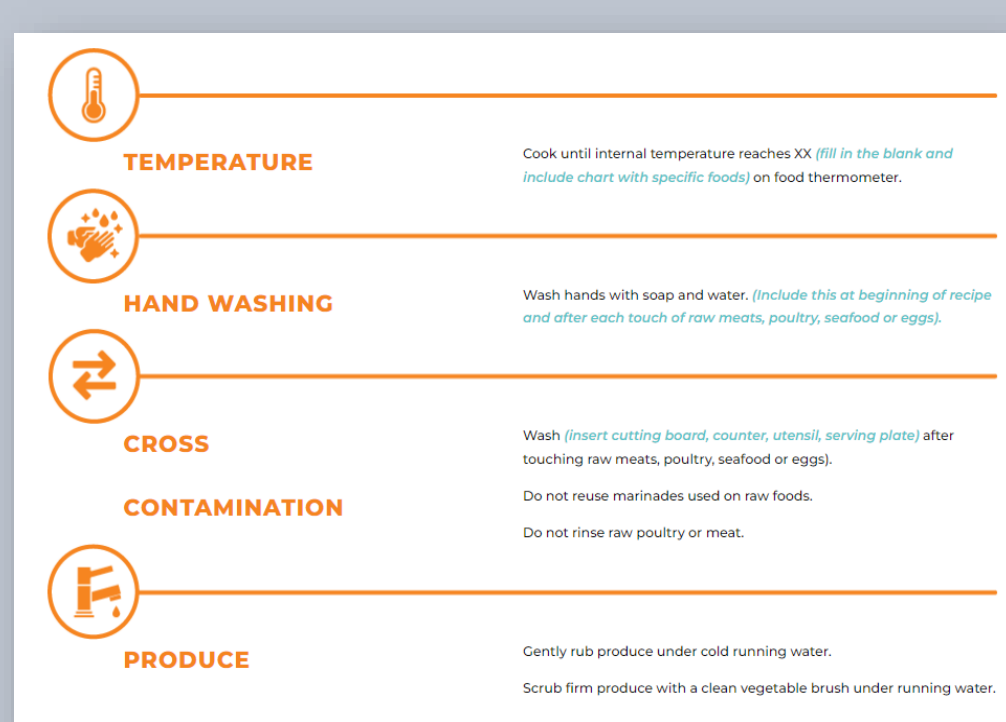 TEMPERATURE
Cook until internal temperature reaches XX (fill in the blank and
include chart with specific foods) on food thermometer.
HAND WASHING
Wash hands with soap and water. (Include this at beginning of recipe
and after each touch of raw meats, poultry, seafood or eggs).
CROSS
CONTAMINATION
Wash (insert cutting board, counter, utensil, serving plate) after
touching raw meats, poultry, seafood or eggs).
Do not reuse marinades used on raw foods.
Do not rinse raw poultry or meat.
PRODUCE
Gently rub produce under cold running water.
Scrub firm produce with a clean vegetable brush under running water.